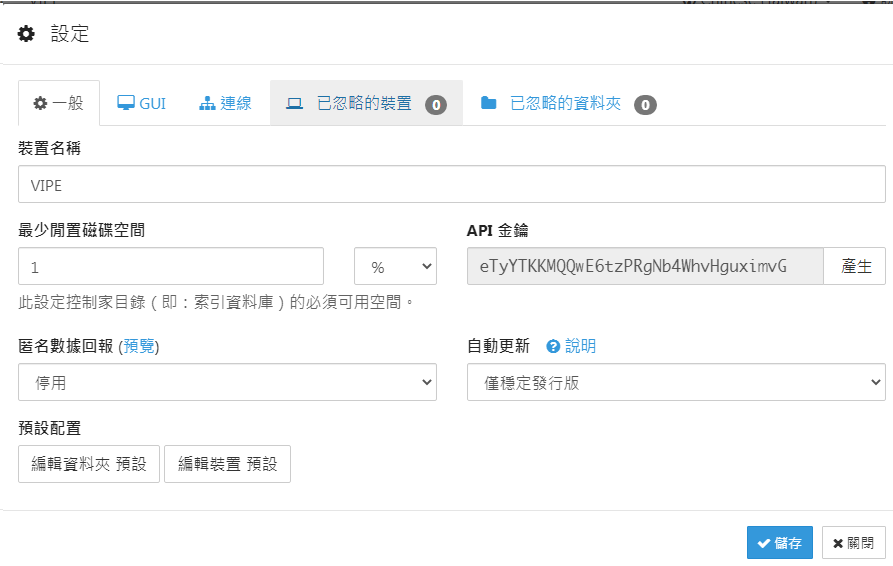 設定
一般 GUI 連線 已忽略的裝置 0 已忽略的資料夾 0
裝置名稱
VIPE
最少閒置磁碟空間 API 金鑰
1 % eTyYTKKMQQwE6tzPRgNb4WhvHguximvG 產生
此設定控制家目錄（即：索引資料庫）的必須可用空間。
匿名數據回報 (預覽) 自動更新 說明
停用 僅穩定發行版
預設配置
編輯資料夾 預設 編輯裝置 預設
儲存 關閉